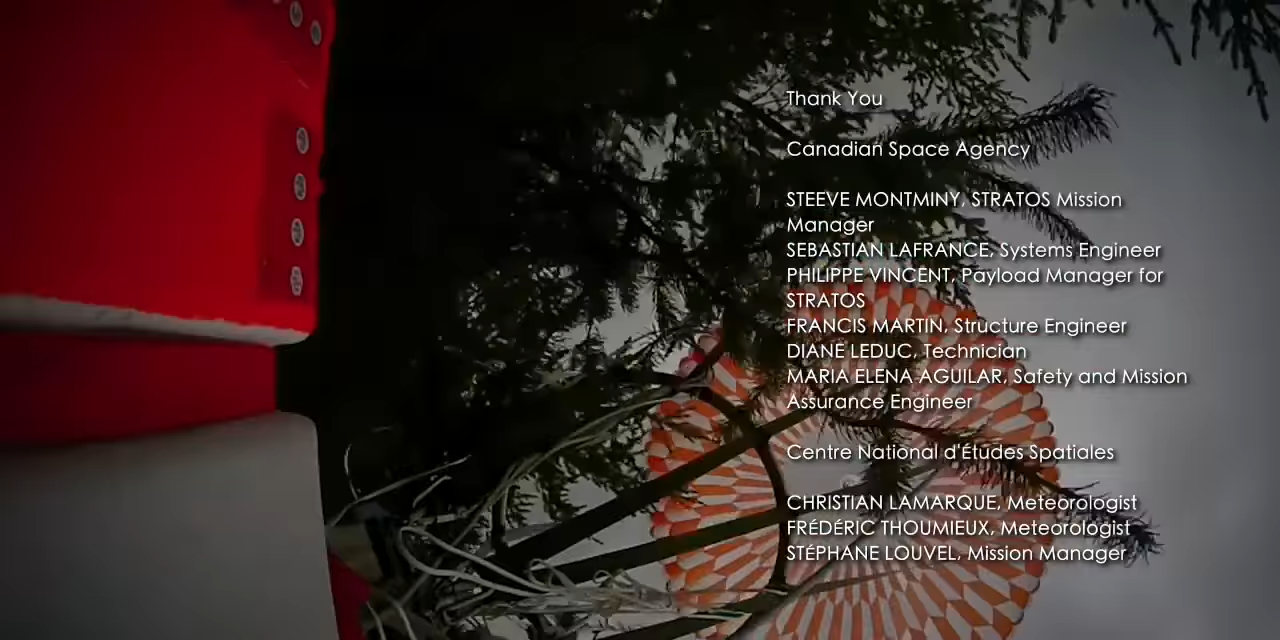 Thank You
Canadian Space Agency
STEEVE MONTMINY, STRATOS Mission
Manager
SEBASTIAN LAFRANCE, Systems Engineer
PHILIPPE VINCENT, Payload Manager for
STRATOS
FRANCIS MARTIN, Structure Engineer
DIANE LEDUC, Technician
MARIA ELENA AGUILAR, Safety and Mission
Assurance Engineer
Centre National d'Études Spatiales
CHRISTIAN LAMARQUE, Meteorologist
FRÉDÉRIC THOUMIEUX, Meteorologist
STÉPHANE LOUVEL, Mission Manager